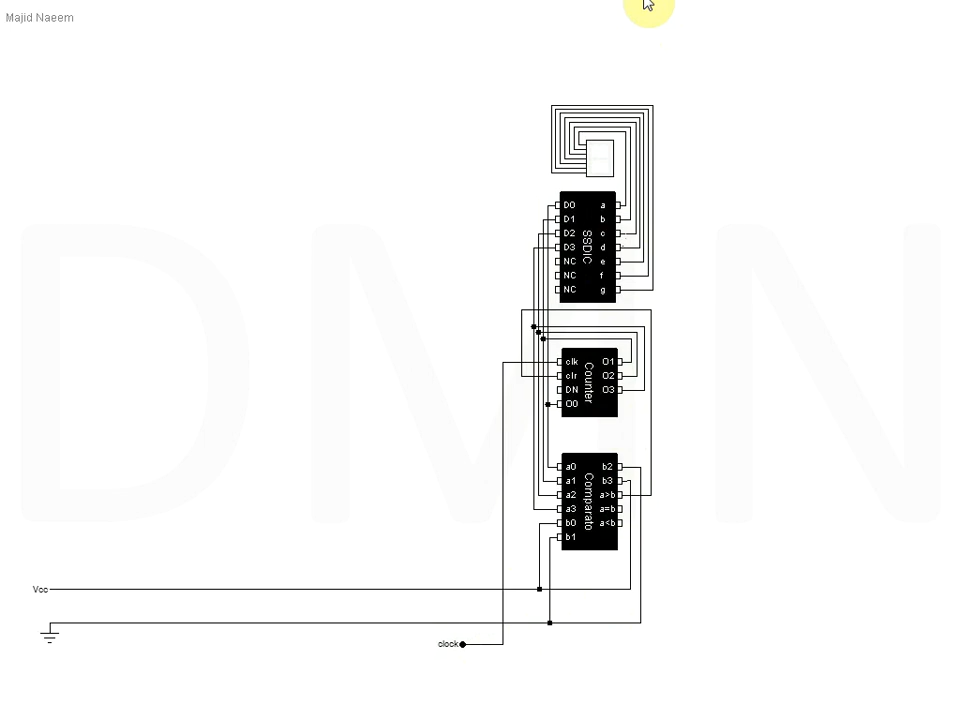 Majid Naeem
DMIN
D0 a
D1 b
D2 c
D3 d
NC e
NC f
NC g
SSDIC
clk O1
clr O2
DN O3
O0
Counter
a0 b2
a1 b3
a2 a>b
a3 a=b
b0 a<b
b1
Comparato
Vcc
clock